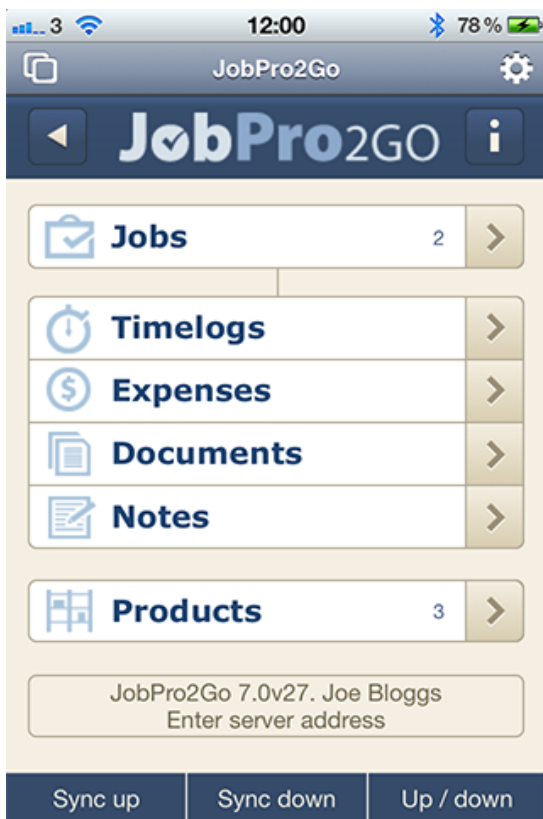 3 12:00 78%
JobPro2Go
JobPro2GO i
Jobs 2
Timelogs
Expenses
Documents
Notes
Products 3
JobPro2Go 7.0v27. Joe Bloggs
Enter server address
Sync up Sync down Up / down